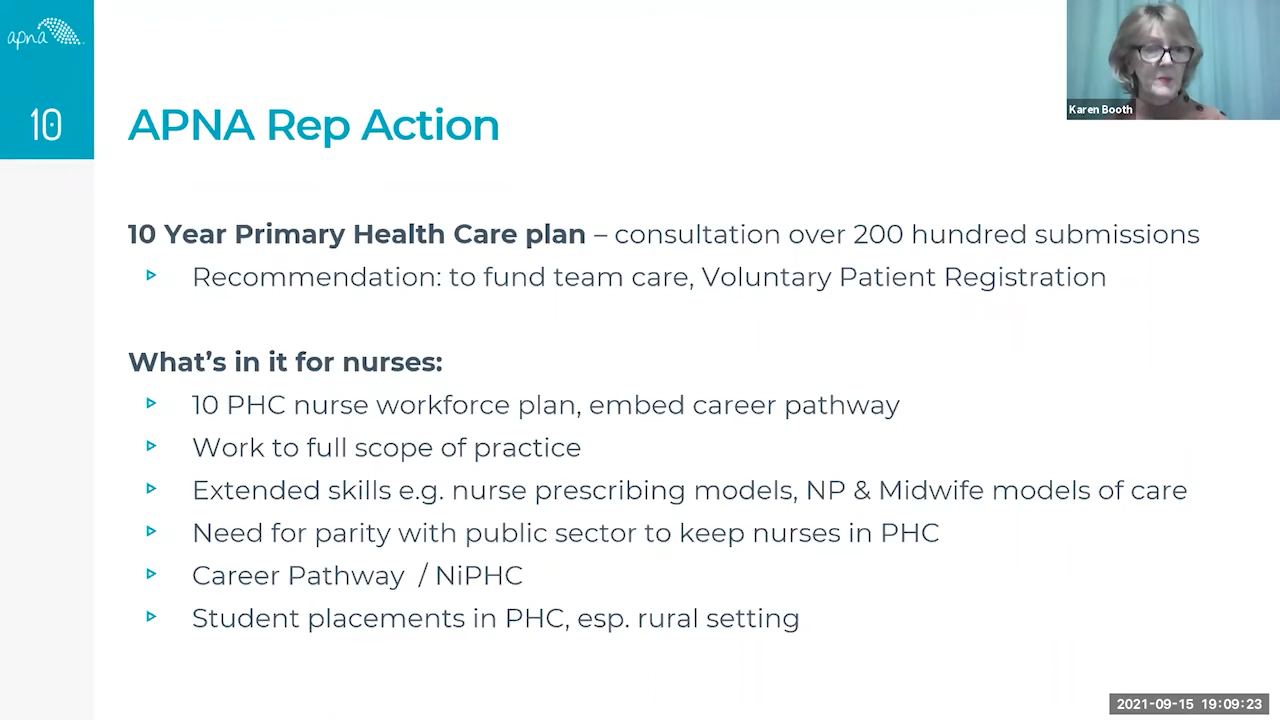 apna
10
APNA Rep Action
Karen Booth
10 Year Primary Health Care plan – consultation over 200 hundred submissions
Recommendation: to fund team care, Voluntary Patient Registration
What's in it for nurses:
10 PHC nurse workforce plan, embed career pathway
Work to full scope of practice
Extended skills e.g. nurse prescribing models, NP & Midwife models of care
Need for parity with public sector to keep nurses in PHC
Career Pathway / NiPHC
Student placements in PHC, esp. rural setting
2021-09-15 19:09:23